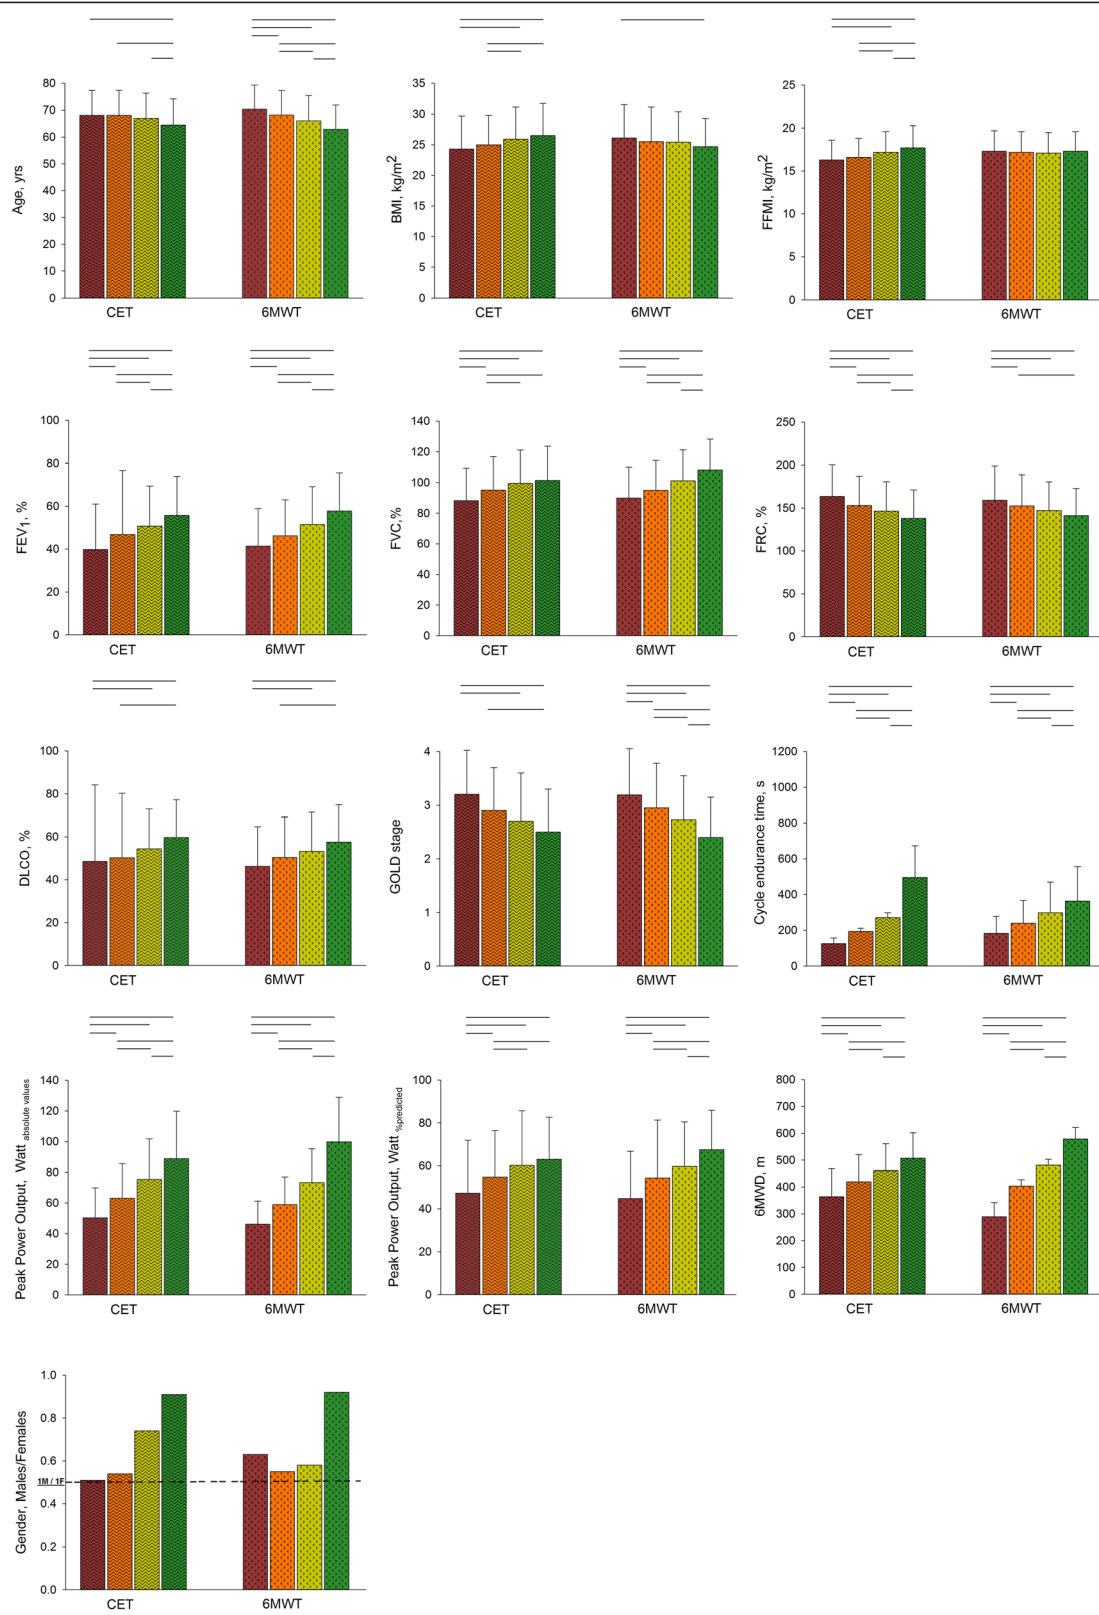 Age, yrs
80
70
60
50
40
30
20
10
0
CET
6MWT
BMI, kg/m2
35
30
25
20
15
10
5
0
CET
6MWT
FFMI, kg/m2
25
20
15
10
5
0
CET
6MWT
FEV1, %
100
80
60
40
20
0
CET
6MWT
FVC,%
140
120
100
80
60
40
20
0
CET
6MWT
FRC, %
250
200
150
100
50
0
CET
6MWT
DLCO, %
100
80
60
40
20
0
CET
6MWT
GOLD stage
4
3
2
1
0
CET
6MWT
Cycle endurance time, s
1200
1000
800
600
400
200
0
CET
6MWT
Peak Power Output, Watt absolute values
140
120
100
80
60
40
20
0
CET
6MWT
Peak Power Output, Watt %predicted
100
80
60
40
20
0
CET
6MWT
6MWD, m
800
700
600
500
400
300
200
100
0
CET
6MWT
Gender, Males/Females
1.0
0.8
0.6
1M / 1F
0.4
0.2
0.0
CET
6MWT